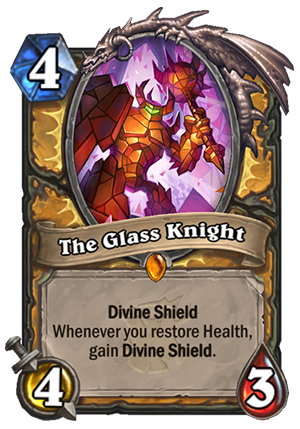 4
The Glass Knight
Divine Shield
Whenever you restore Health,
gain Divine Shield.
4
3